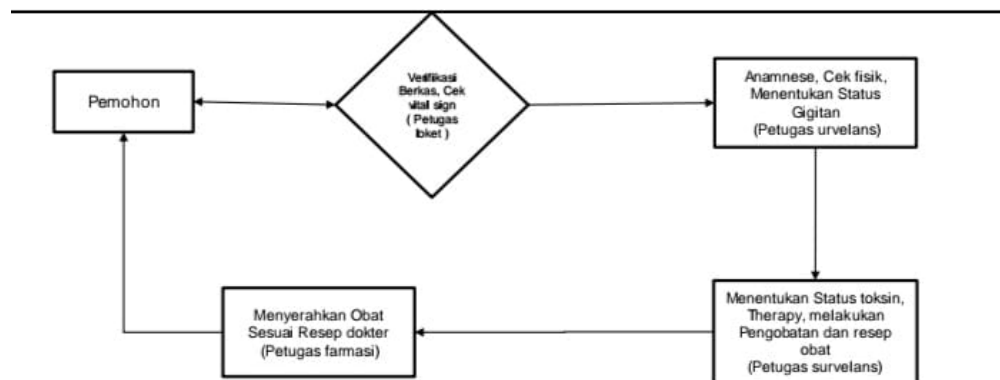 Pemohon
Verifikasi
Berkas, Cek
vital sign
( Petugas
loket )
Anamnese, Cek fisik,
Menentukan Status
Gigitan
(Petugas urvelans)
Menyerahkan Obat
Sesuai Resep dokter
(Petugas farmasi)
Menentukan Status toksin,
Therapy, melakukan
Pengobatan dan resep
obat
(Petugas survelans)